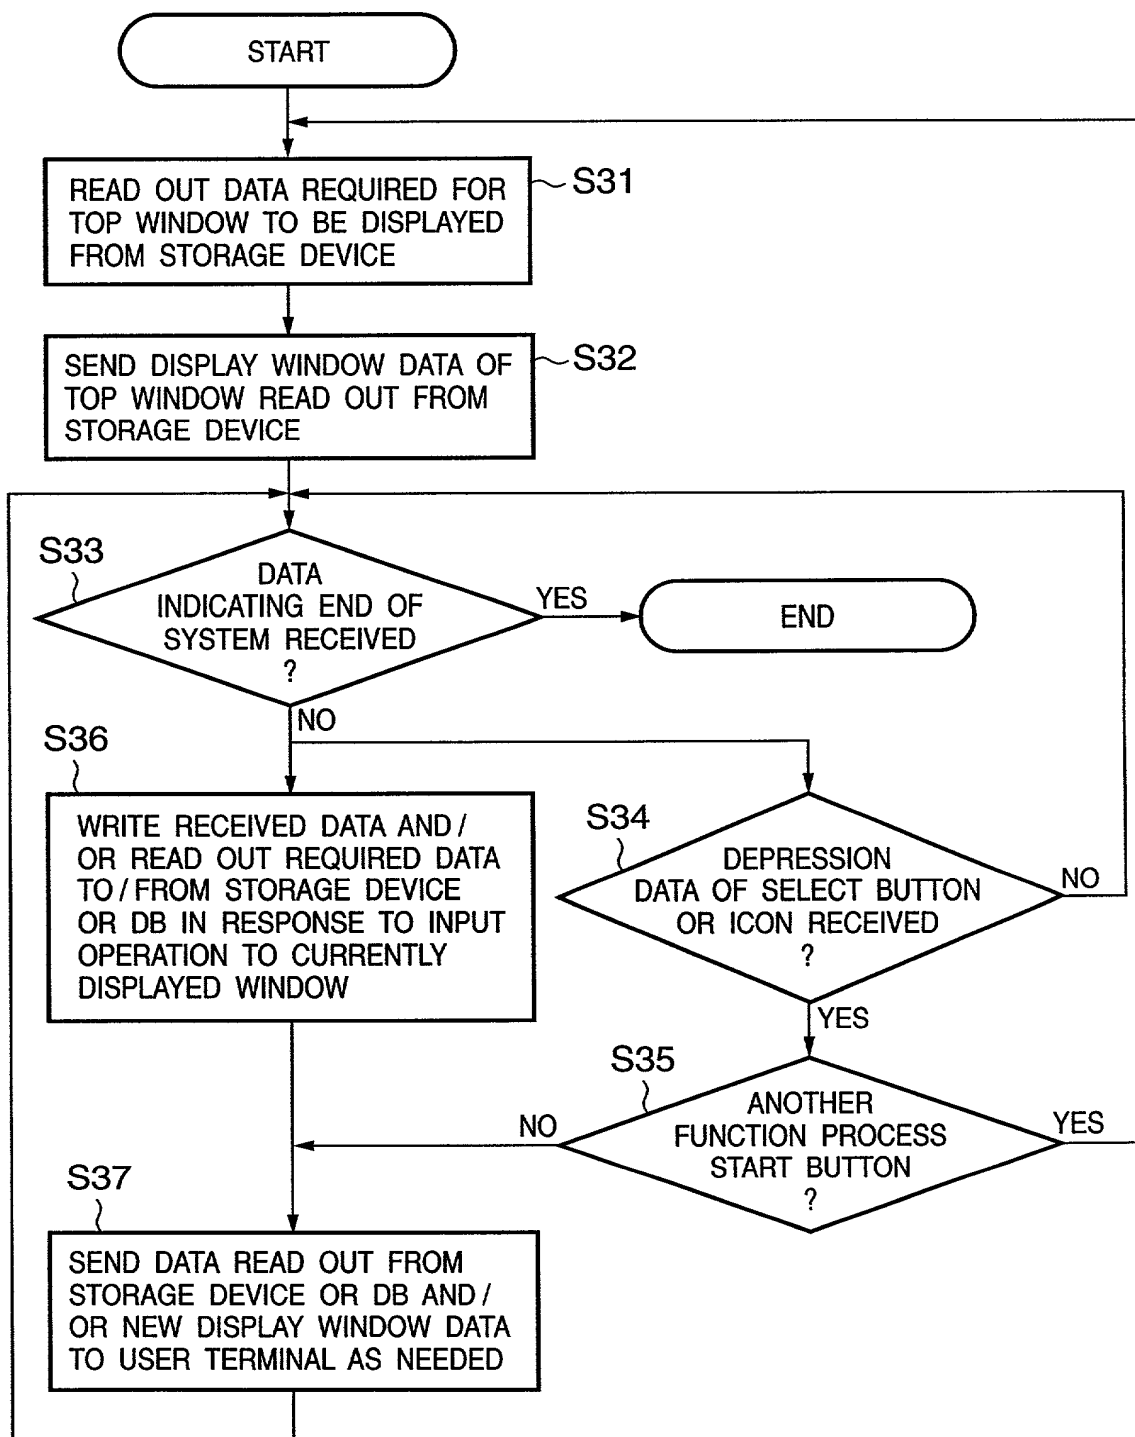 START
READ OUT DATA REQUIRED FOR
TOP WINDOW TO BE DISPLAYED
FROM STORAGE DEVICE
S31
SEND DISPLAY WINDOW DATA OF
TOP WINDOW READ OUT FROM
STORAGE DEVICE
S32
S33
DATA
INDICATING END OF
SYSTEM RECEIVED
?
YES
END
NO
S36
WRITE RECEIVED DATA AND /
OR READ OUT REQUIRED DATA
TO / FROM STORAGE DEVICE
OR DB IN RESPONSE TO INPUT
OPERATION TO CURRENTLY
DISPLAYED WINDOW
S34
DEPRESSION
DATA OF SELECT BUTTON
OR ICON RECEIVED
?
NO
YES
S35
ANOTHER
FUNCTION PROCESS
START BUTTON
?
NO
YES
S37
SEND DATA READ OUT FROM
STORAGE DEVICE OR DB AND /
OR NEW DISPLAY WINDOW DATA
TO USER TERMINAL AS NEEDED